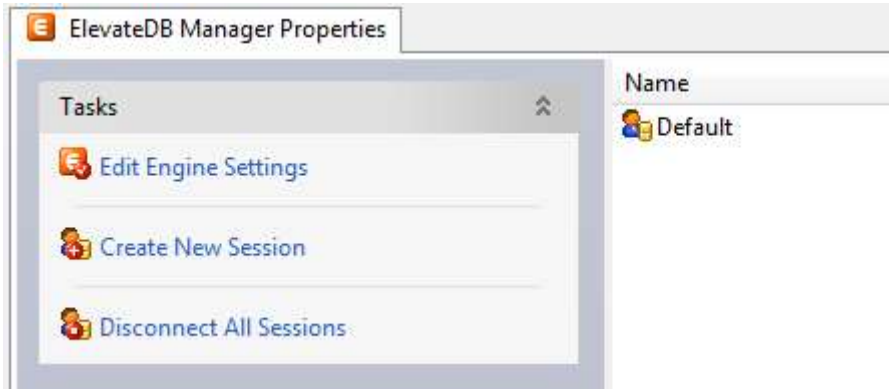 ElevateDB Manager Properties
Tasks
Edit Engine Settings
Create New Session
Disconnect All Sessions
Name
Default